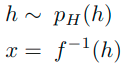 h ∼ p_H(h)
x = f^{-1}(h)